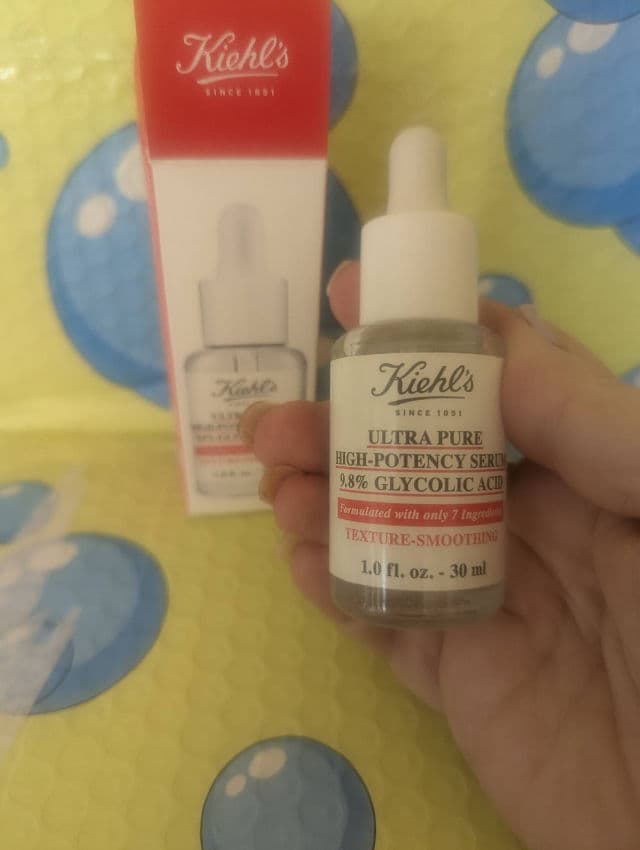 Kiehl's
SINCE 1851
Kiehl's
Kiehl's
SINCE 1851
ULTRA PURE
HIGH-POTENCY SERUM
9.8% GLYCOLIC ACID
Formulated with only 7 Ingredients
TEXTURE-SMOOTHING
1.0 fl. oz. - 30 ml